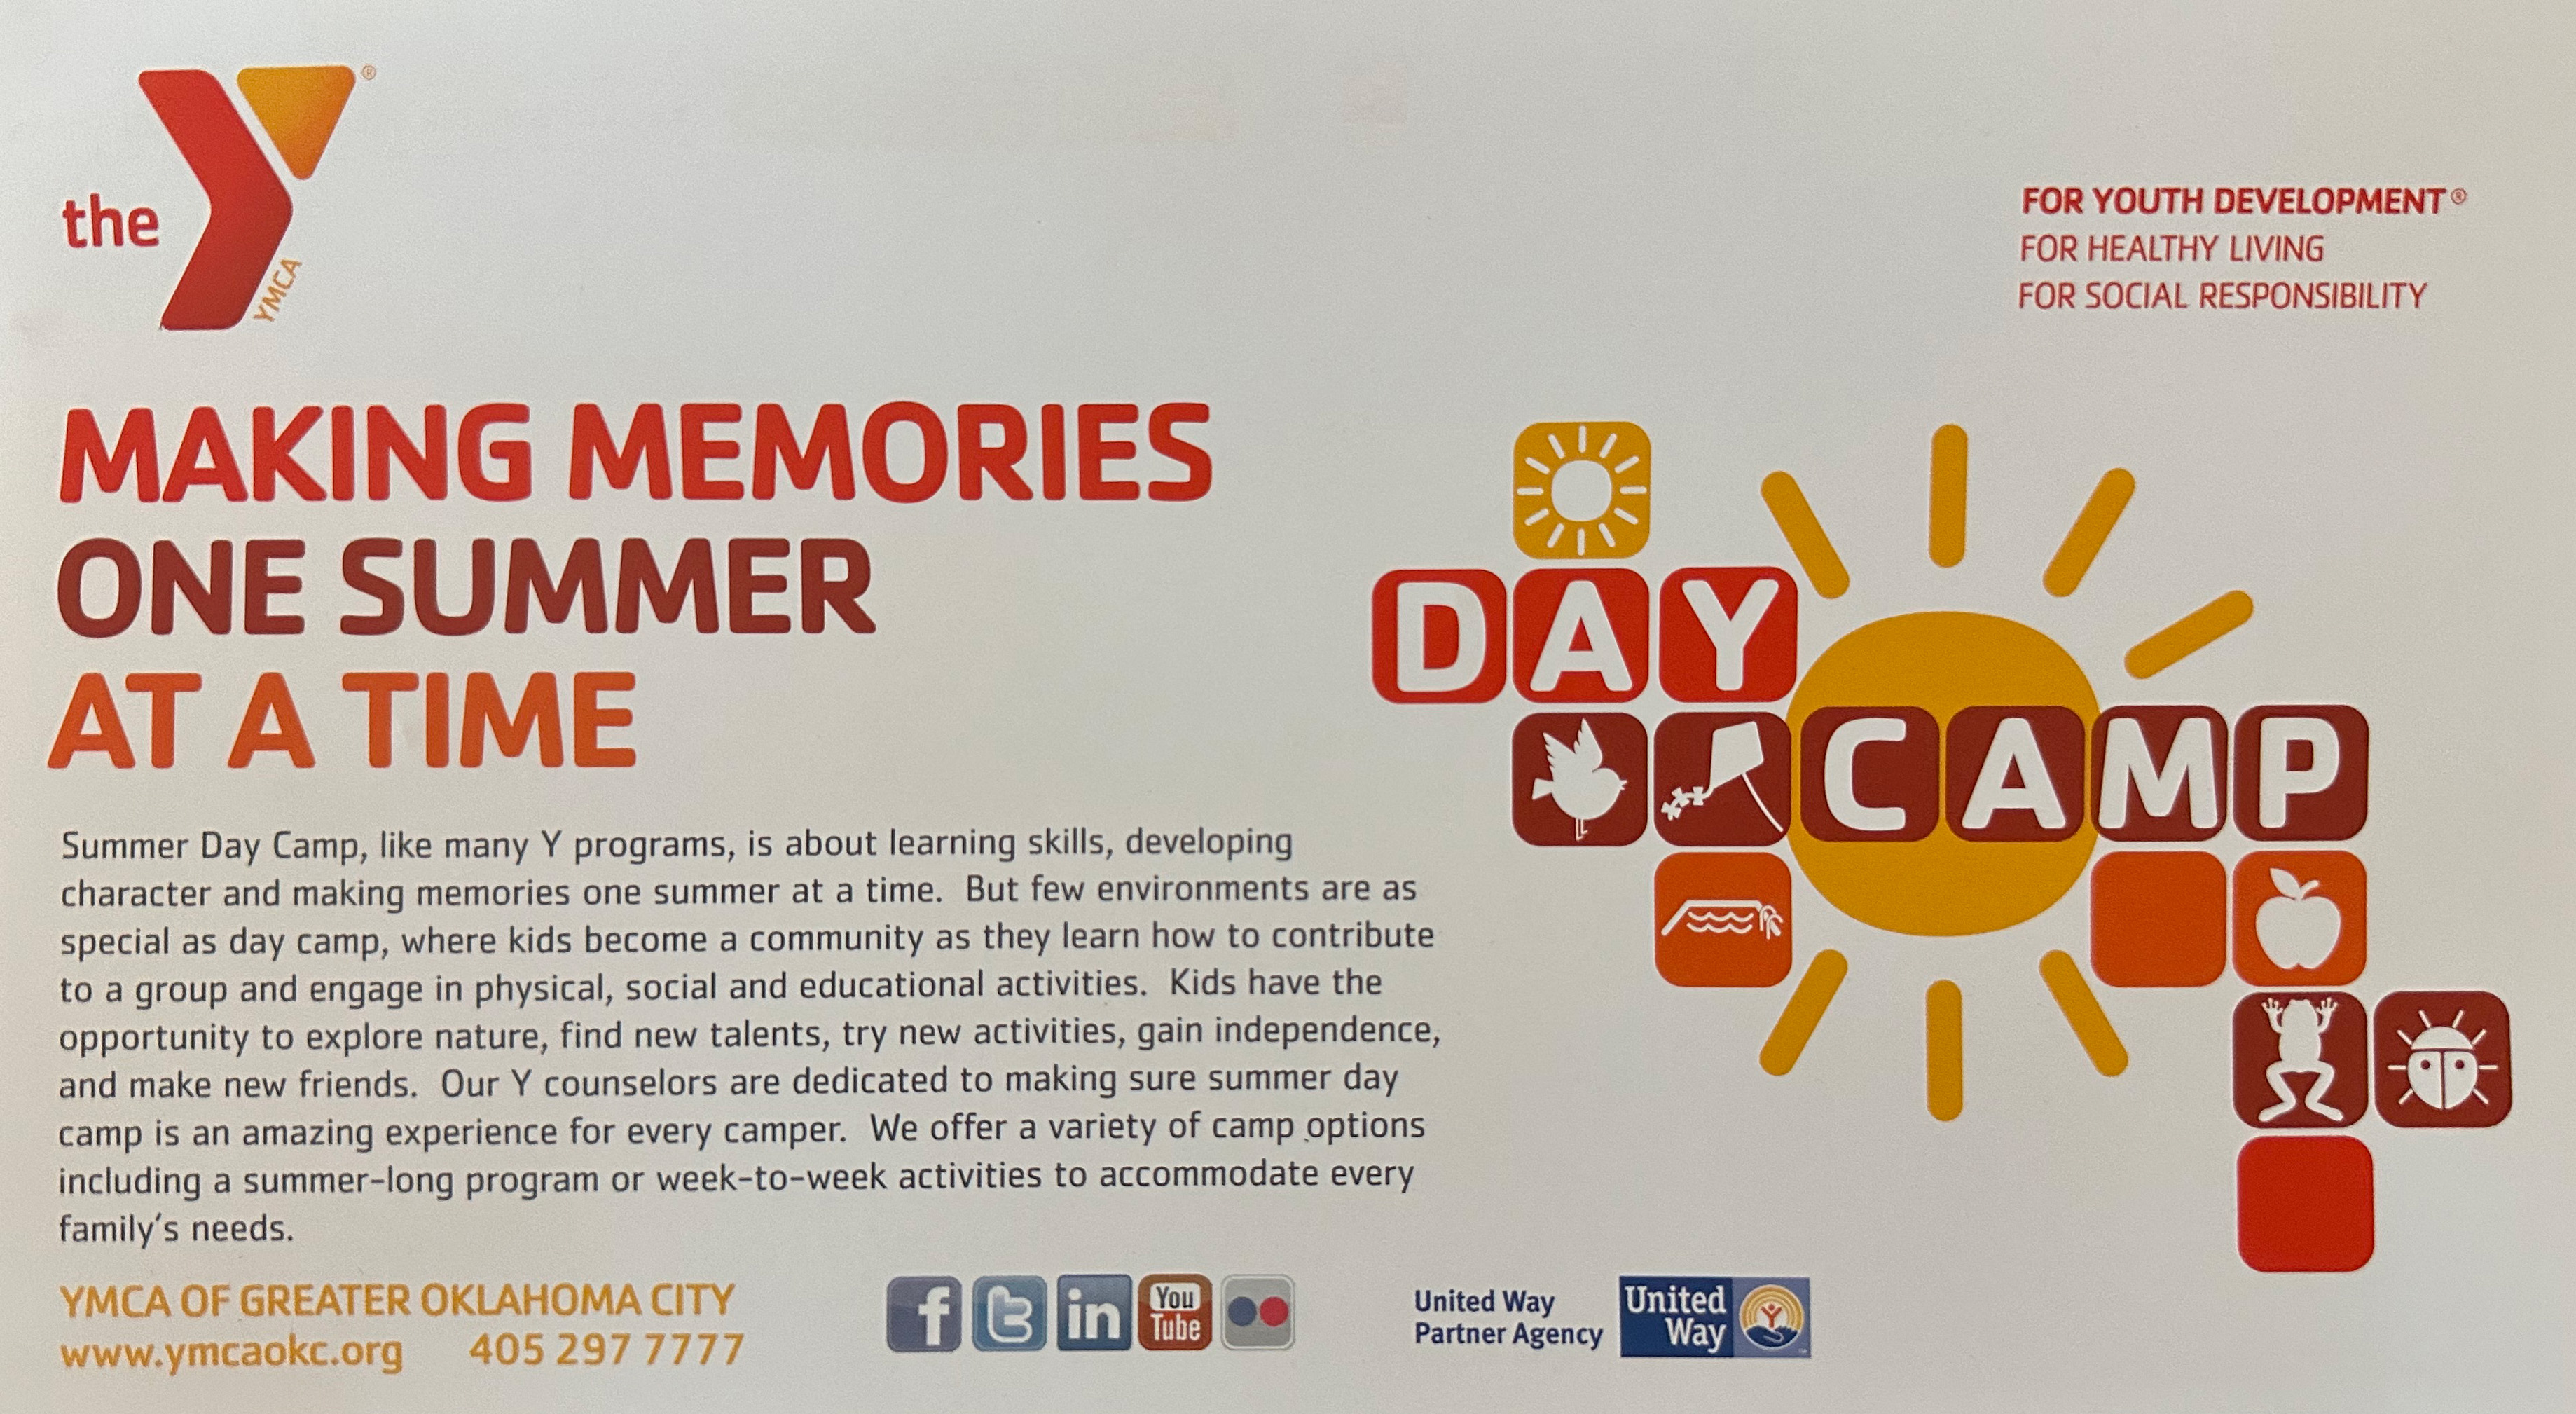 the
YMCA
®
FOR YOUTH DEVELOPMENT®
FOR HEALTHY LIVING
FOR SOCIAL RESPONSIBILITY
MAKING MEMORIES
ONE SUMMER
AT A TIME
DAY
CAMP
Summer Day Camp, like many Y programs, is about learning skills, developing
character and making memories one summer at a time.  But few environments are as
special as day camp, where kids become a community as they learn how to contribute
to a group and engage in physical, social and educational activities.  Kids have the
opportunity to explore nature, find new talents, try new activities, gain independence,
and make new friends.  Our Y counselors are dedicated to making sure summer day
camp is an amazing experience for every camper.  We offer a variety of camp options
including a summer-long program or week-to-week activities to accommodate every
family's needs.
YMCA OF GREATER OKLAHOMA CITY
www.ymcaokc.org 405 297 7777
f t in You
Tube
United Way
Partner Agency
United
Way